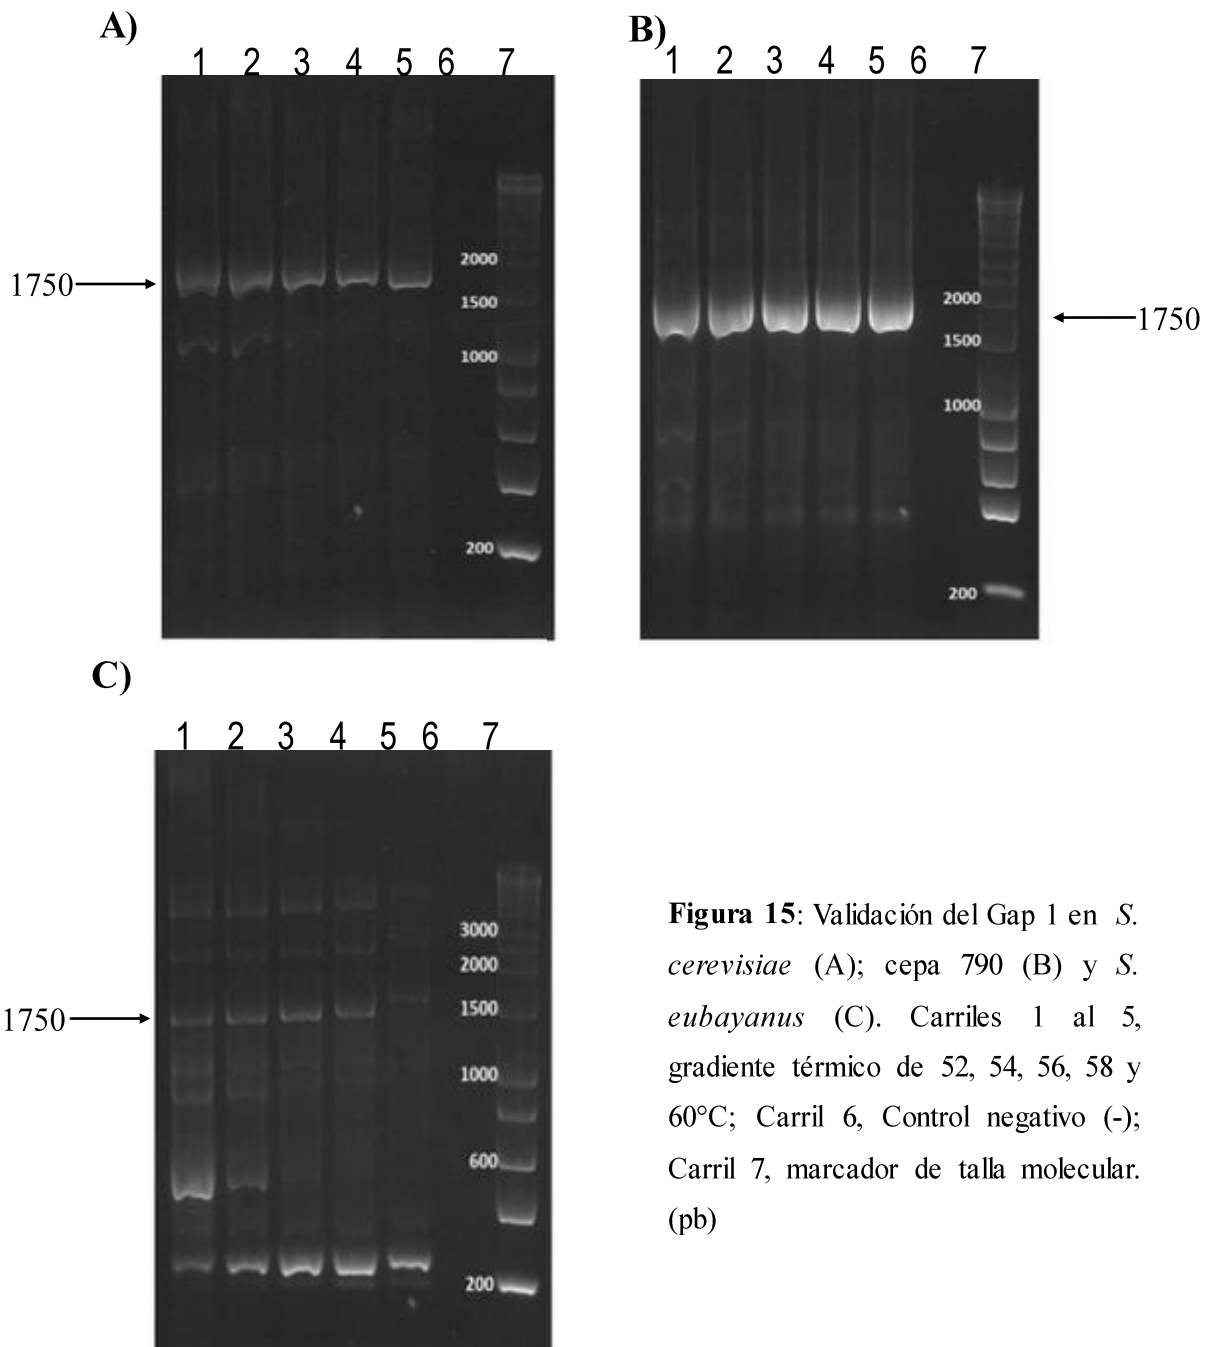 A)
1 2 3 4 5 6 7
2000
1750
1500
1000
200
B)
1 2 3 4 5 6 7
2000
1750
1500
1000
200
C)
1 2 3 4 5 6 7
3000
2000
1500
1750
1000
600
200
Figura 15: Validación del Gap 1 en S.
cerevisiae (A); cepa 790 (B) y S.
eubayanus (C). Carriles 1 al 5,
gradiente térmico de 52, 54, 56, 58 y
60°C; Carril 6, Control negativo (-);
Carril 7, marcador de talla molecular.
(pb)